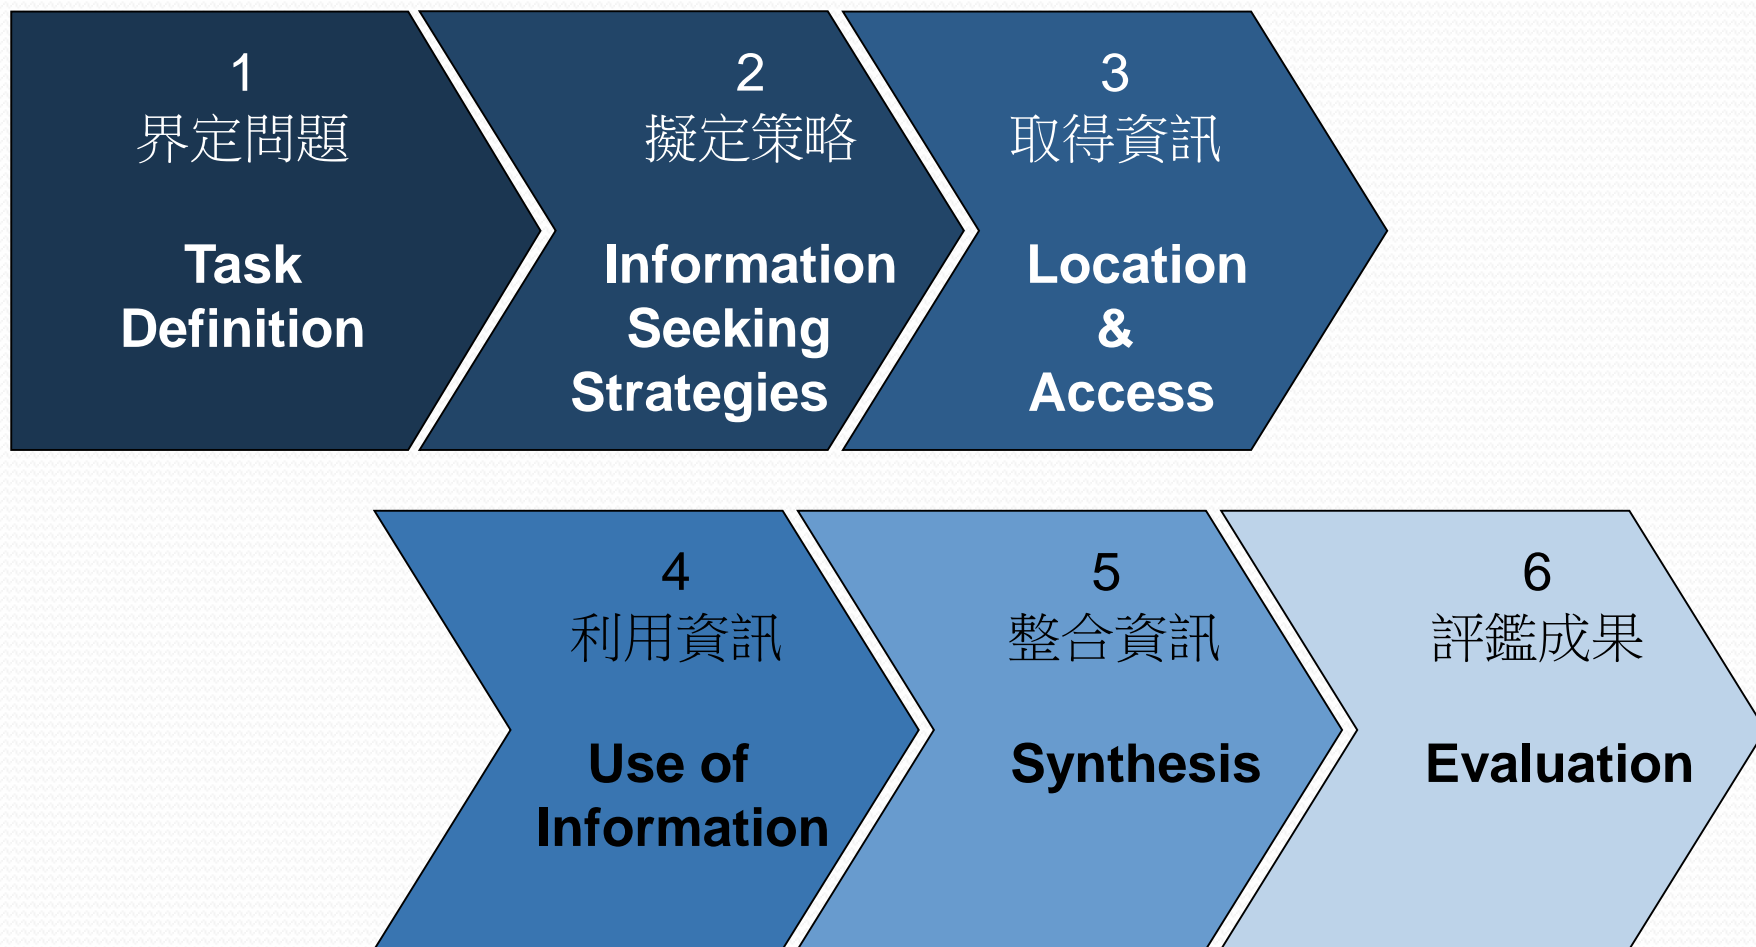 1
界定問題
Task
Definition
2
擬定策略
Information
Seeking
Strategies
3
取得資訊
Location
&
Access
4
利用資訊
Use of
Information
5
整合資訊
Synthesis
6
評鑑成果
Evaluation